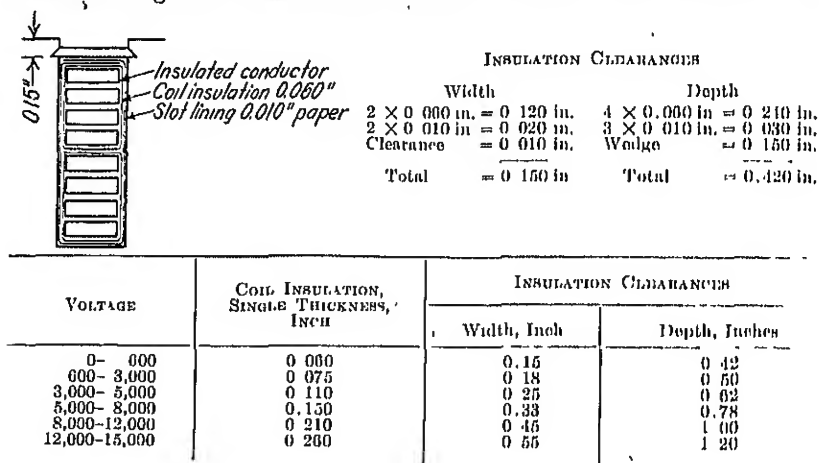 0.15"
Insulated conductor
Coil insulation 0.060"
Slot lining 0.010" paper
INSULATION CLEARANCES
Width Depth
2 × 0 060 in. = 0 120 in. 4 × 0.060 in = 0 240 in.
2 × 0 010 in = 0 020 in. 3 × 0 010 in. = 0 030 in.
Clearance = 0 010 in. Wedge = 0 150 in.
Total = 0 150 in Total = 0.420 in.
VOLTAGE
COIL INSULATION, SINGLE THICKNESS, INCH
INSULATION CLEARANCES
Width, Inch Depth, Inches
0– 600 0 060 0.15 0 42
600– 3,000 0 075 0 18 0 50
3,000– 5,000 0 110 0 25 0 62
5,000– 8,000 0.150 0.33 0.78
8,000–12,000 0 210 0 45 1 00
12,000–15,000 0 260 0 55 1 20